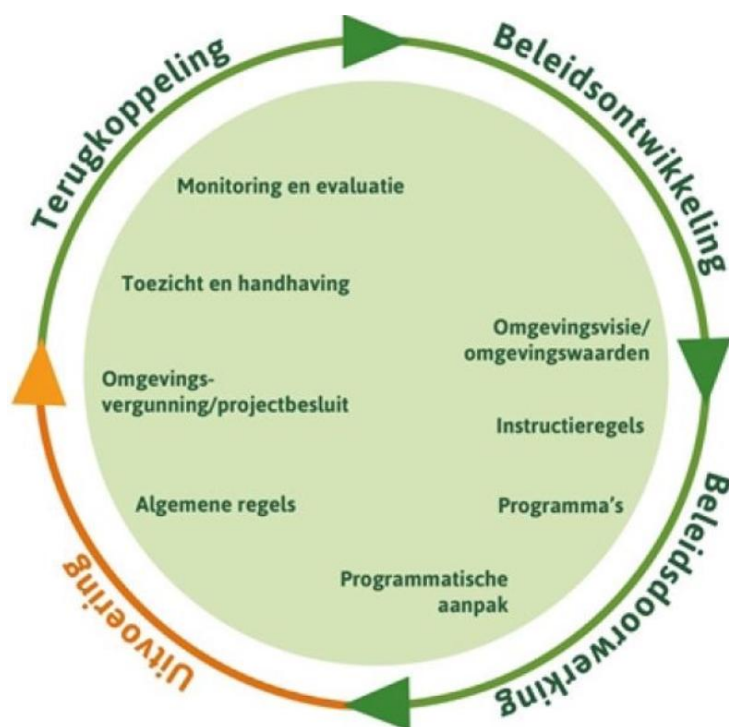 Terugkoppeling
Beleidsontwikkeling
Monitoring en evaluatie
Toezicht en handhaving
Omgevingsvisie/
omgevingswaarden
Omgevings-
vergunning/projectbesluit
Instructieregels
Algemene regels
Programma's
Programmatische
aanpak
Beleidsdoorwerking
Uitvoering